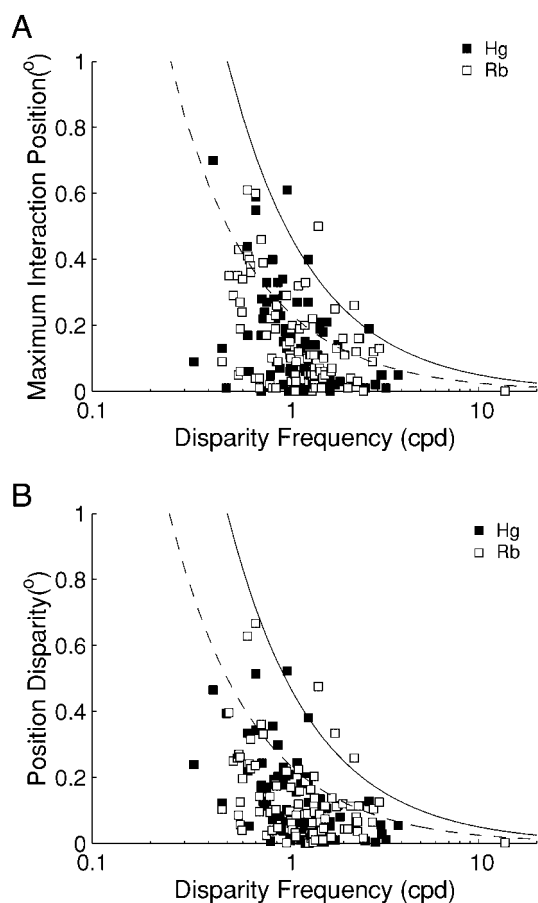 A
Hg
Rb
Maximum Interaction Position(°)
1
0.8
0.6
0.4
0.2
0
0.1
1
10
Disparity Frequency (cpd)
B
Hg
Rb
Position Disparity(°)
1
0.8
0.6
0.4
0.2
0
0.1
1
10
Disparity Frequency (cpd)